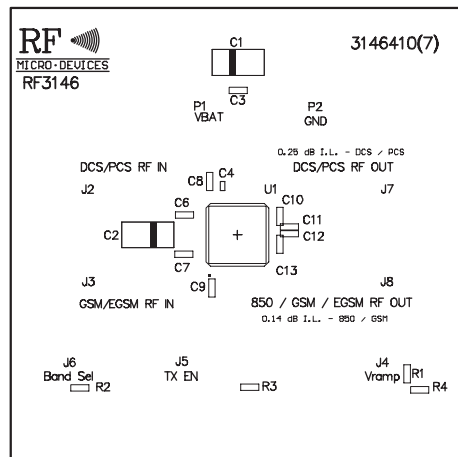 RF
MICRO·DEVICES
RF3146
3146410(7)
C1
C3
P1
VBAT
P2
GND
0.25 dB I.L. - DCS / PCS
DCS/PCS RF IN
DCS/PCS RF OUT
J2
J7
C8
C4
U1
C6
C10
C11
C12
C2
C7
C13
C9
J3
J8
GSM/EGSM RF IN
850 / GSM / EGSM RF OUT
0.14 dB I.L. - 850 / GSM
J6
Band Sel
R2
J5
TX EN
R3
J4
Vramp
R1
R4